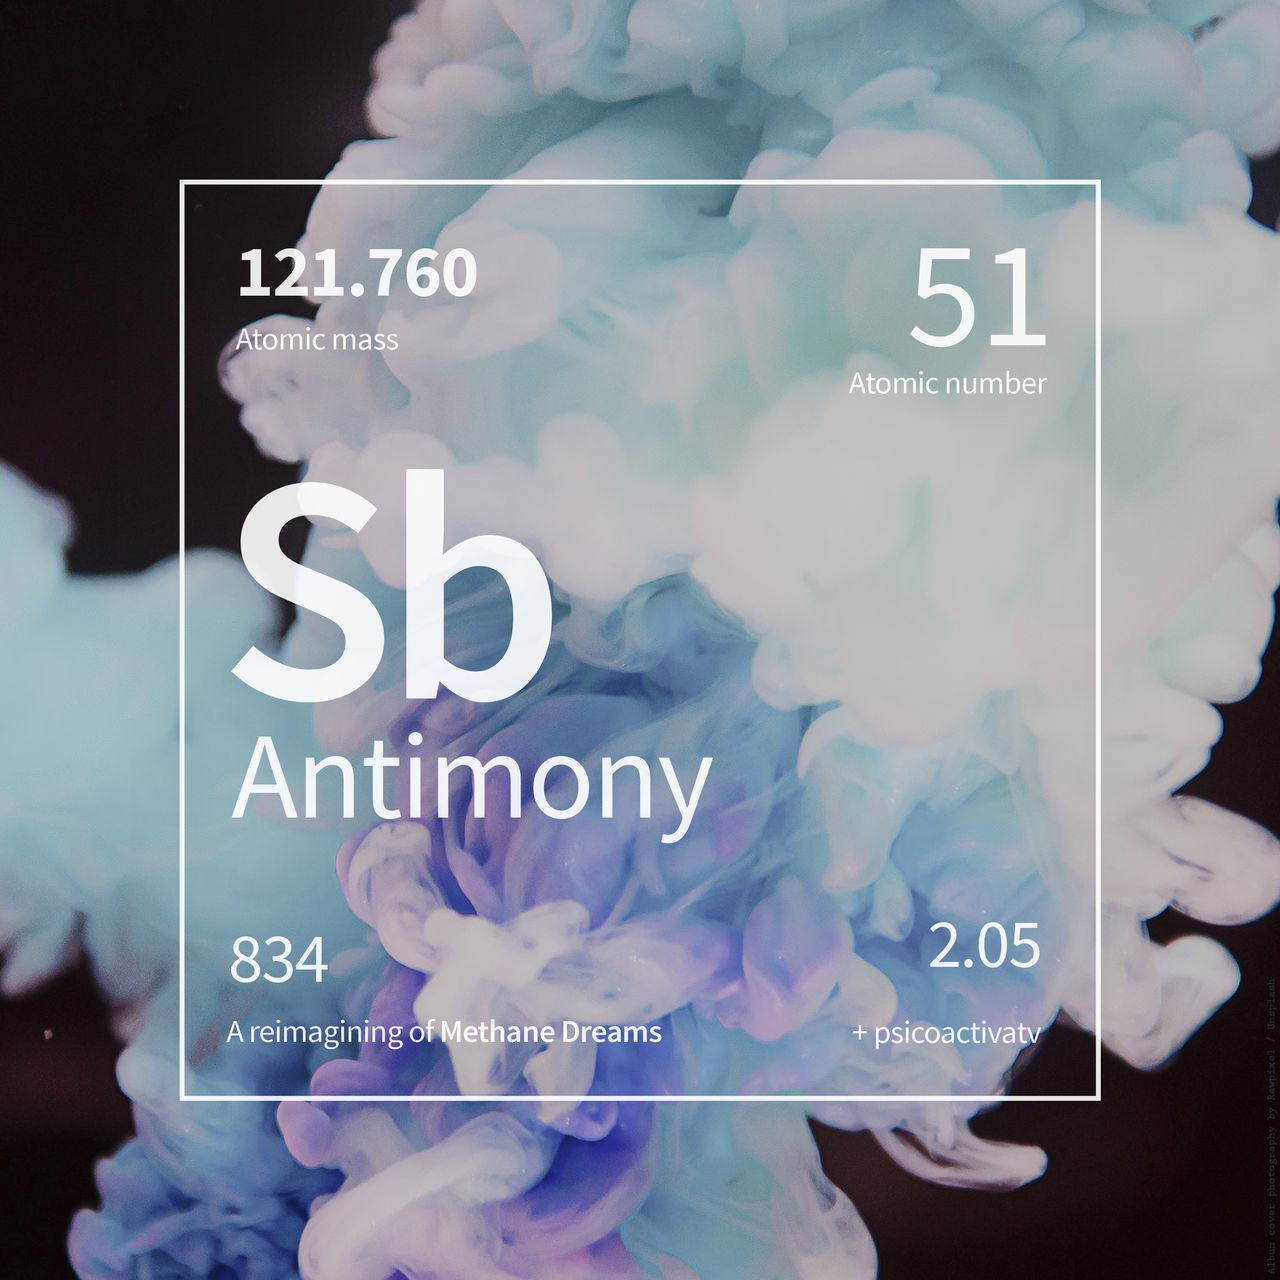 121.760
Atomic mass
51
Atomic number
Sb
Antimony
834
A reimagining of Methane Dreams
2.05
+ psicoactivatv
Album cover photography by Rawpixel / Unsplash